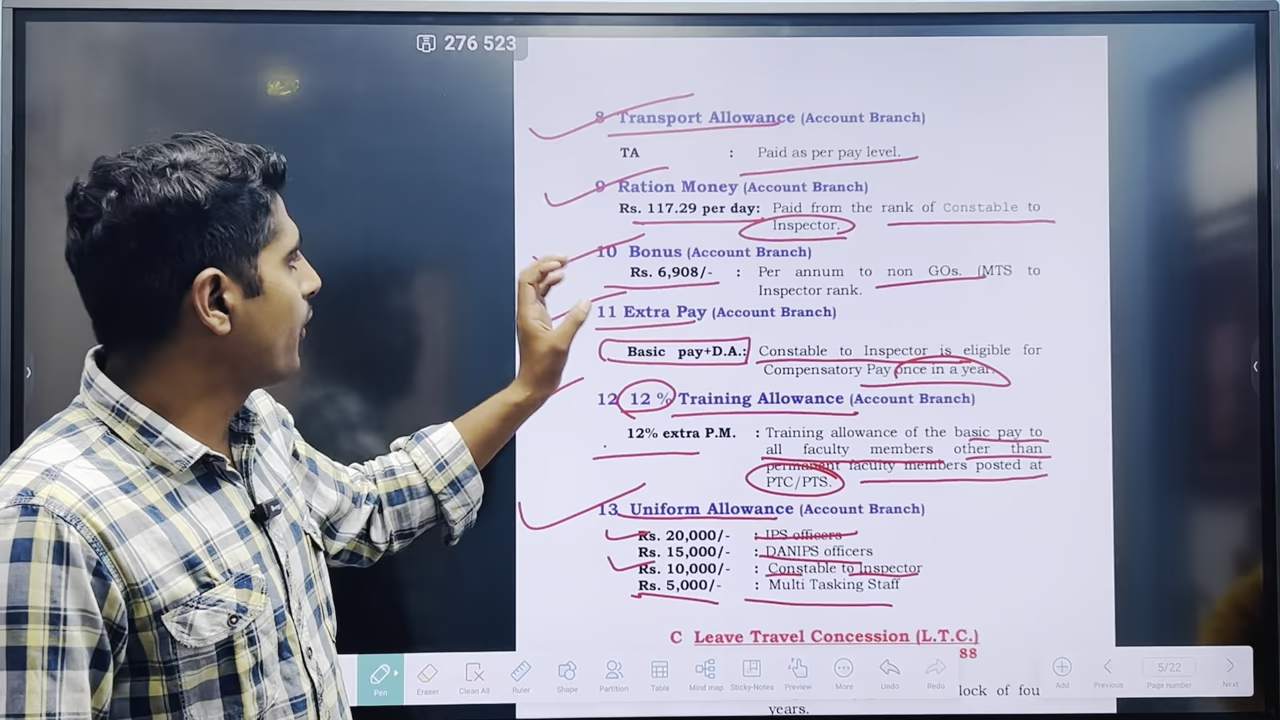 276 523
8 Transport Allowance (Account Branch)
TA : Paid as per pay level.
9 Ration Money (Account Branch)
Rs. 117.29 per day: Paid from the rank of Constable to
Inspector.
10 Bonus (Account Branch)
Rs. 6,908/- : Per annum to non GOs. (MTS to
Inspector rank.
11 Extra Pay (Account Branch)
Basic pay+D.A.: Constable to Inspector is eligible for
Compensatory Pay once in a year.
12 12 % Training Allowance (Account Branch)
12% extra P.M. : Training allowance of the basic pay to
all faculty members other than
permanent faculty members posted at
PTC/PTS.
13 Uniform Allowance (Account Branch)
Rs. 20,000/- : IPS officers
Rs. 15,000/- : DANIPS officers
Rs. 10,000/- : Constable to Inspector
Rs. 5,000/- : Multi Tasking Staff
C Leave Travel Concession (L.T.C.)
88
Pen Eraser Clean All Ruler Shape Partition Table Mind map Sticky-Notes Preview More Undo Redo Add Previous 5/22 Page number Next
lock of fou
years.